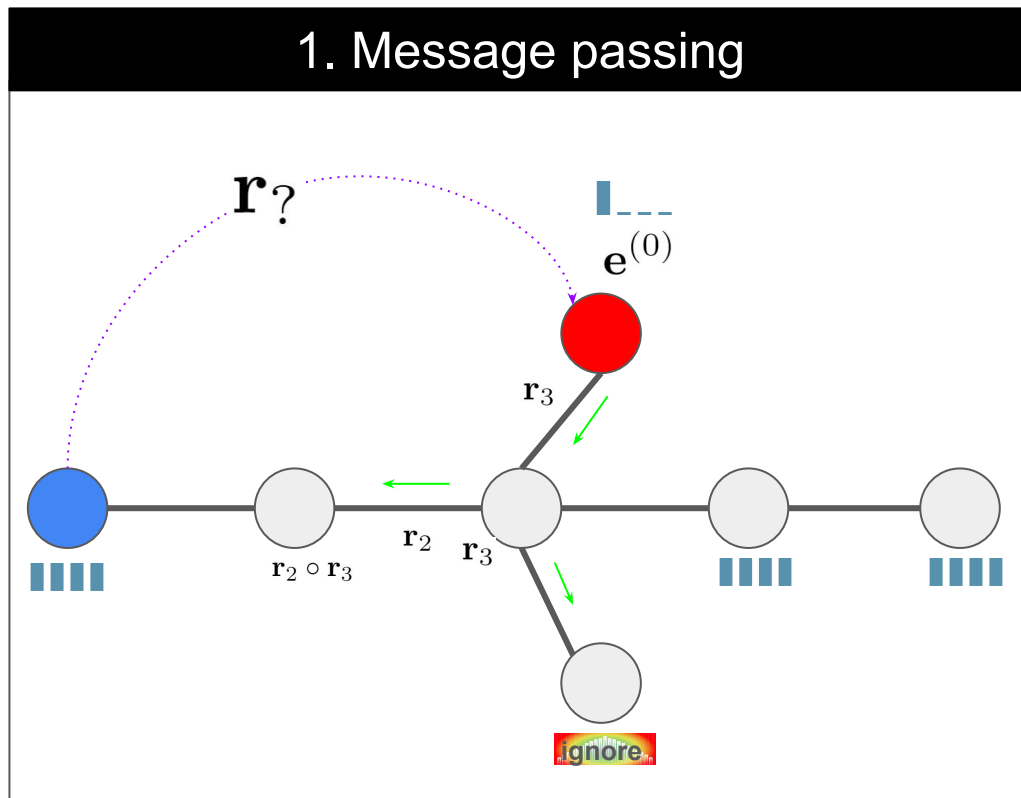 1. Message passing
r?
e(0)
r3
r2
r3
r2 ∘ r3
ignore